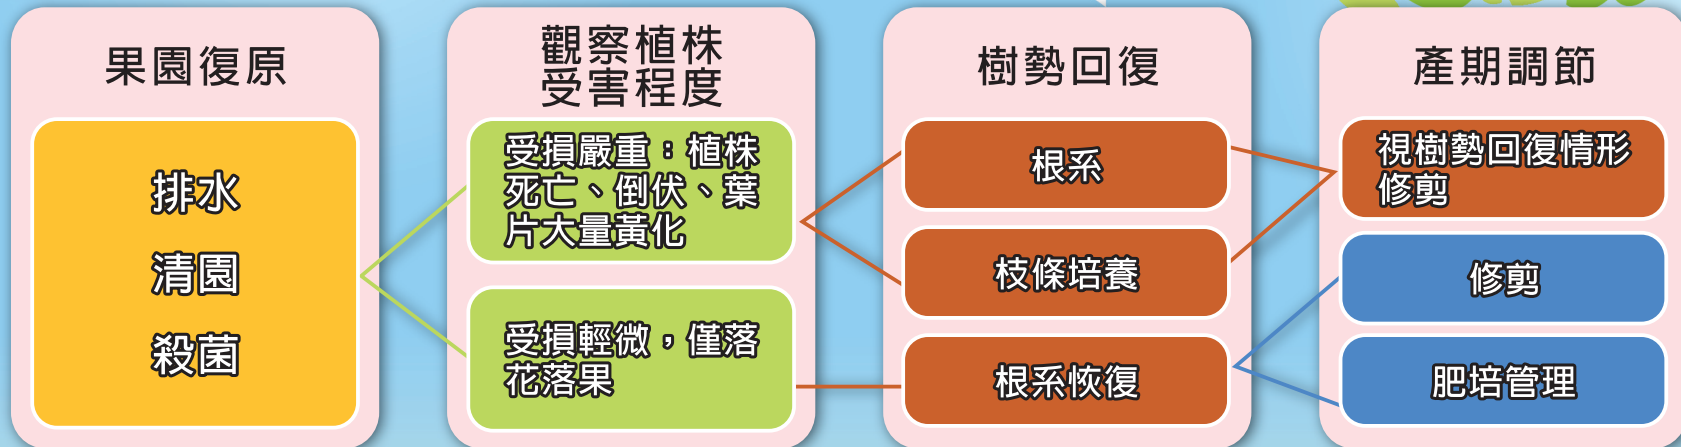 果園復原
排水
清園
殺菌
觀察植株
受害程度
受損嚴重：植株
死亡、倒伏、葉
片大量黃化
受損輕微，僅落
花落果
樹勢回復
根系
枝條培養
根系恢復
產期調節
視樹勢回復情形
修剪
修剪
肥培管理